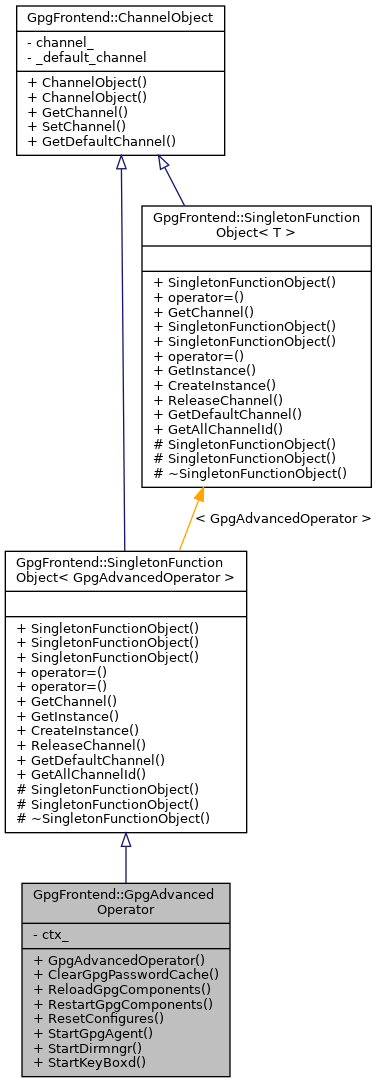 GpgFrontend::ChannelObject
- channel_
- _default_channel
+ ChannelObject()
+ ChannelObject()
+ GetChannel()
+ SetChannel()
+ GetDefaultChannel()
GpgFrontend::SingletonFunction
Object< T >
+ SingletonFunctionObject()
+ operator=()
+ GetChannel()
+ SingletonFunctionObject()
+ SingletonFunctionObject()
+ operator=()
+ GetInstance()
+ CreateInstance()
+ ReleaseChannel()
+ GetDefaultChannel()
+ GetAllChannelId()
# SingletonFunctionObject()
# SingletonFunctionObject()
# ~SingletonFunctionObject()
< GpgAdvancedOperator >
GpgFrontend::SingletonFunction
Object< GpgAdvancedOperator >
+ SingletonFunctionObject()
+ SingletonFunctionObject()
+ SingletonFunctionObject()
+ operator=()
+ operator=()
+ GetChannel()
+ GetInstance()
+ CreateInstance()
+ ReleaseChannel()
+ GetDefaultChannel()
+ GetAllChannelId()
# SingletonFunctionObject()
# SingletonFunctionObject()
# ~SingletonFunctionObject()
GpgFrontend::GpgAdvanced
Operator
- ctx_
+ GpgAdvancedOperator()
+ ClearGpgPasswordCache()
+ ReloadGpgComponents()
+ RestartGpgComponents()
+ ResetConfigures()
+ StartGpgAgent()
+ StartDirmngr()
+ StartKeyBoxd()